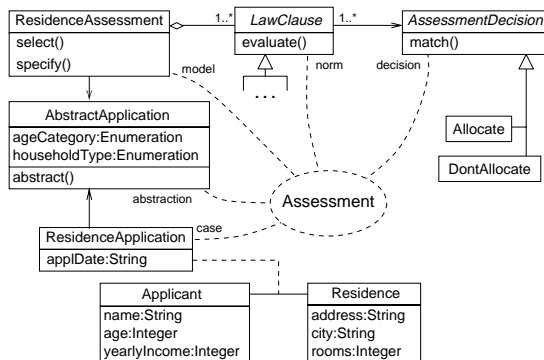 ResidenceAssessment
select()
specify()
1..*
LawClause
evaluate()
1..*
AssessmentDecision
match()
model
norm
decision
...
AbstractApplication
ageCategory:Enumeration
householdType:Enumeration
abstract()
Allocate
DontAllocate
abstraction
Assessment
case
ResidenceApplication
applDate:String
Applicant
name:String
age:Integer
yearlyIncome:Integer
Residence
address:String
city:String
rooms:Integer